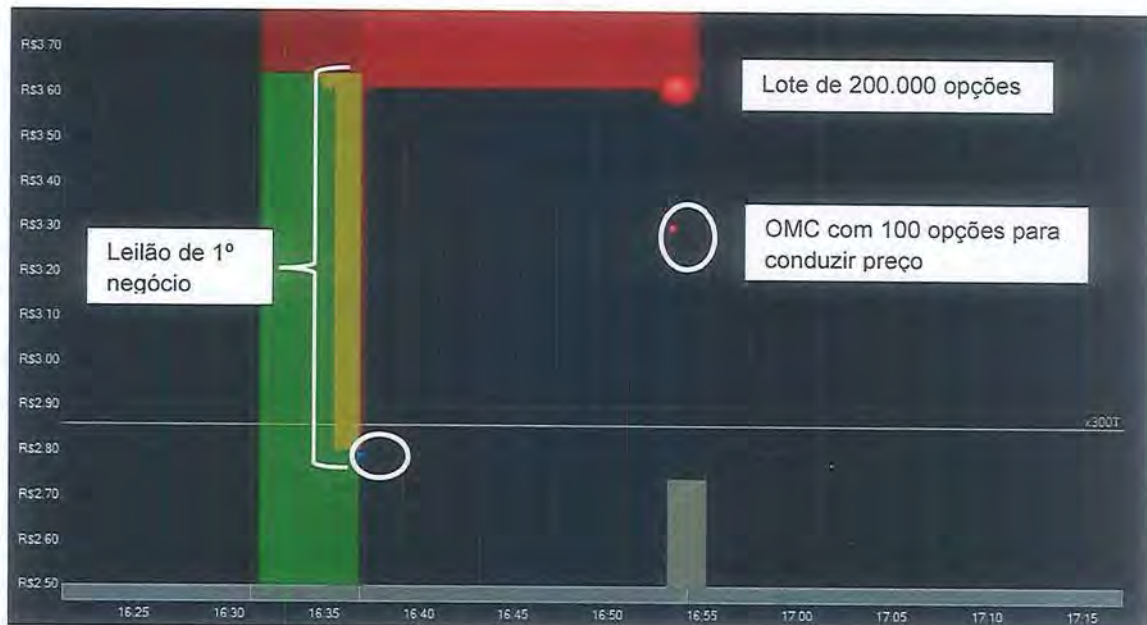 R$3.70
R$3.60
R$3.50
R$3.40
R$3.30
R$3.20
R$3.10
R$3.00
R$2.90
R$2.80
R$2.70
R$2.60
R$2.50
Lote de 200.000 opções
OMC com 100 opções para
conduzir preço
Leilão de 1º
negócio
x300T
16:25
16:30
16:35
16:40
16:45
16:50
16:55
17:00
17:05
17:10
17:15